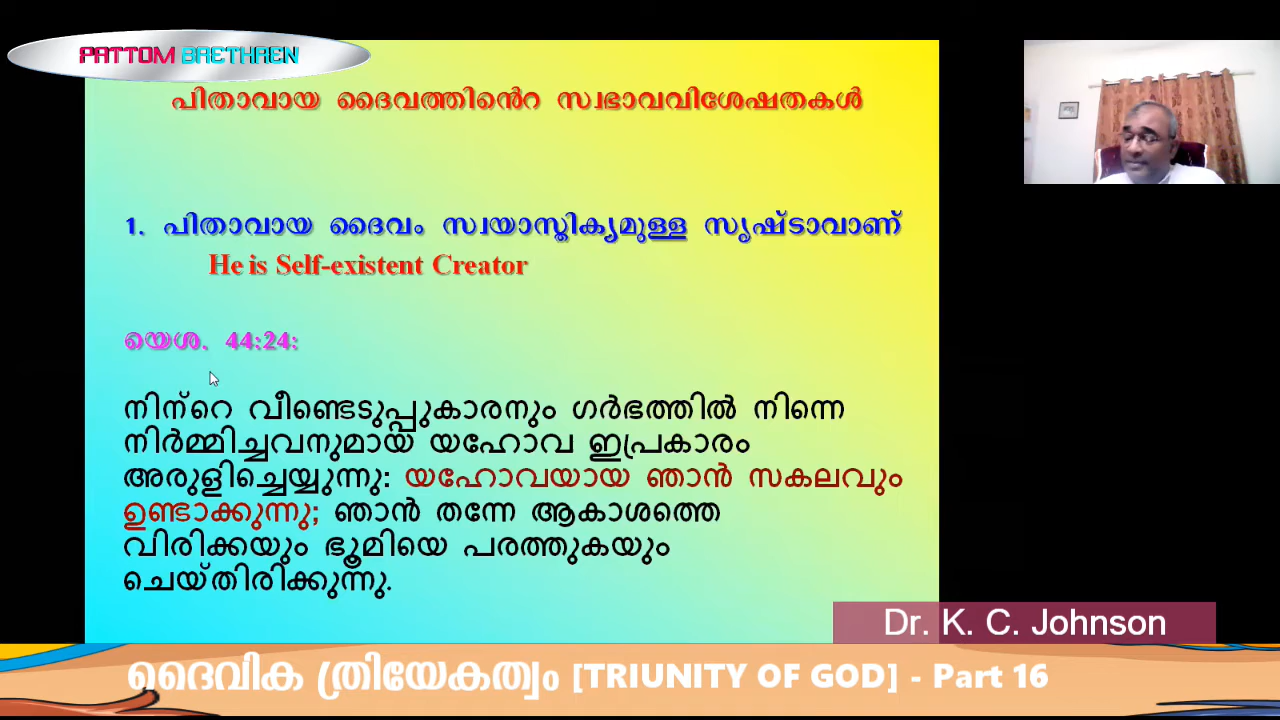 PATTOM BRETHREN
പിതാവായ ദൈവത്തിൻെറ സ്വഭാവവിശേഷതകൾ
1. പിതാവായ ദൈവം സ്വയാസ്തിക്യമുള്ള സൃഷ്ടാവാണ്
He is Self-existent Creator
യെശ. 44:24:
നിന്റെ വീണ്ടെടുപ്പുകാരനും ഗർഭത്തിൽ നിന്നെ
നിർമ്മിച്ചവനുമായ യഹോവ ഇപ്രകാരം
അരുളിച്ചെയ്യുന്നു: യഹോവയായ ഞാൻ സകലവും
ഉണ്ടാക്കുന്നു; ഞാൻ തന്നേ ആകാശത്തെ
വിരിക്കയും ഭൂമിയെ പരത്തുകയും
ചെയ്തിരിക്കുന്നു.
Dr. K. C. Johnson
ദൈവിക ത്രിയേകത്വം [TRIUNITY OF GOD] - Part 16